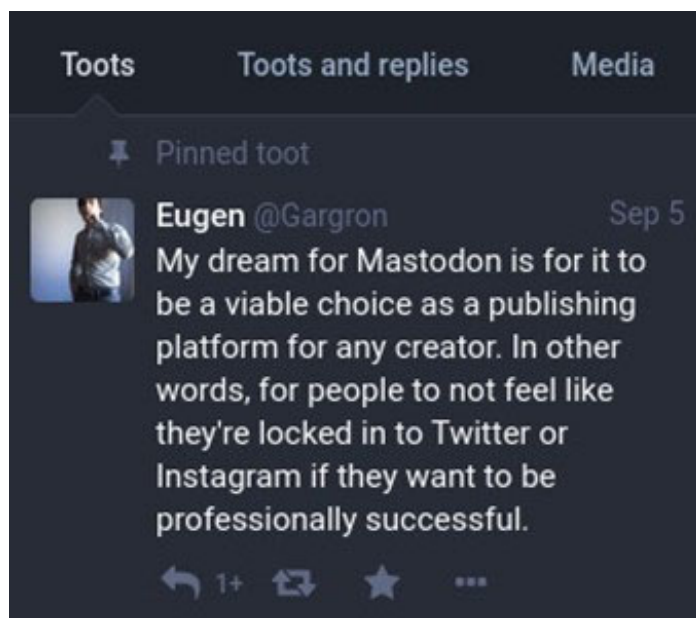 Toots Toots and replies Media
Pinned toot
Eugen @Gargron Sep 5
My dream for Mastodon is for it to
be a viable choice as a publishing
platform for any creator. In other
words, for people to not feel like
they're locked in to Twitter or
Instagram if they want to be
professionally successful.
1+